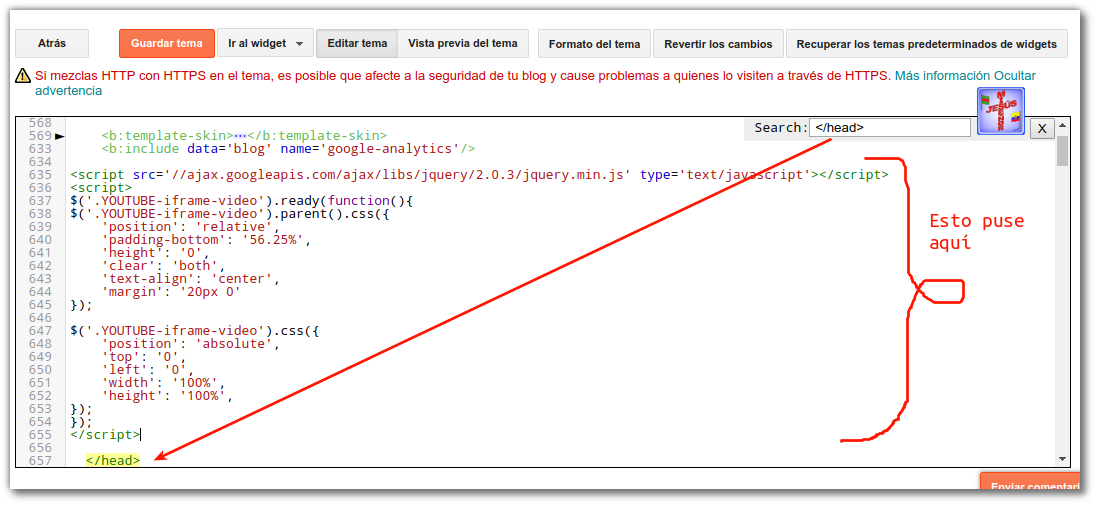 Atrás Guardar tema Ir al widget Editar tema Vista previa del tema Formato del tema Revertir los cambios Recuperar los temas predeterminados de widgets
Si mezclas HTTP con HTTPS en el tema, es posible que afecte a la seguridad de tu blog y cause problemas a quienes lo visiten a través de HTTPS. Más información Ocultar
advertencia
JESÚS
Search: </head> X
568
569 <b:template-skin>⋯</b:template-skin>
633 <b:include data='blog' name='google-analytics'/>
634
635 <script src='//ajax.googleapis.com/ajax/libs/jquery/2.0.3/jquery.min.js' type='text/javascript'></script>
636 <script>
637 $('.YOUTUBE-iframe-video').ready(function(){
638 $('.YOUTUBE-iframe-video').parent().css({
639 'position': 'relative',
640 'padding-bottom': '56.25%',
641 'height': '0',
642 'clear': 'both',
643 'text-align': 'center',
644 'margin': '20px 0'
645 });
646
647 $('.YOUTUBE-iframe-video').css({
648 'position': 'absolute',
649 'top': '0',
650 'left': '0',
651 'width': '100%',
652 'height': '100%',
653 });
654 });
655 </script>
656
657 </head>
Esto puse
aquí
Enviar comentari